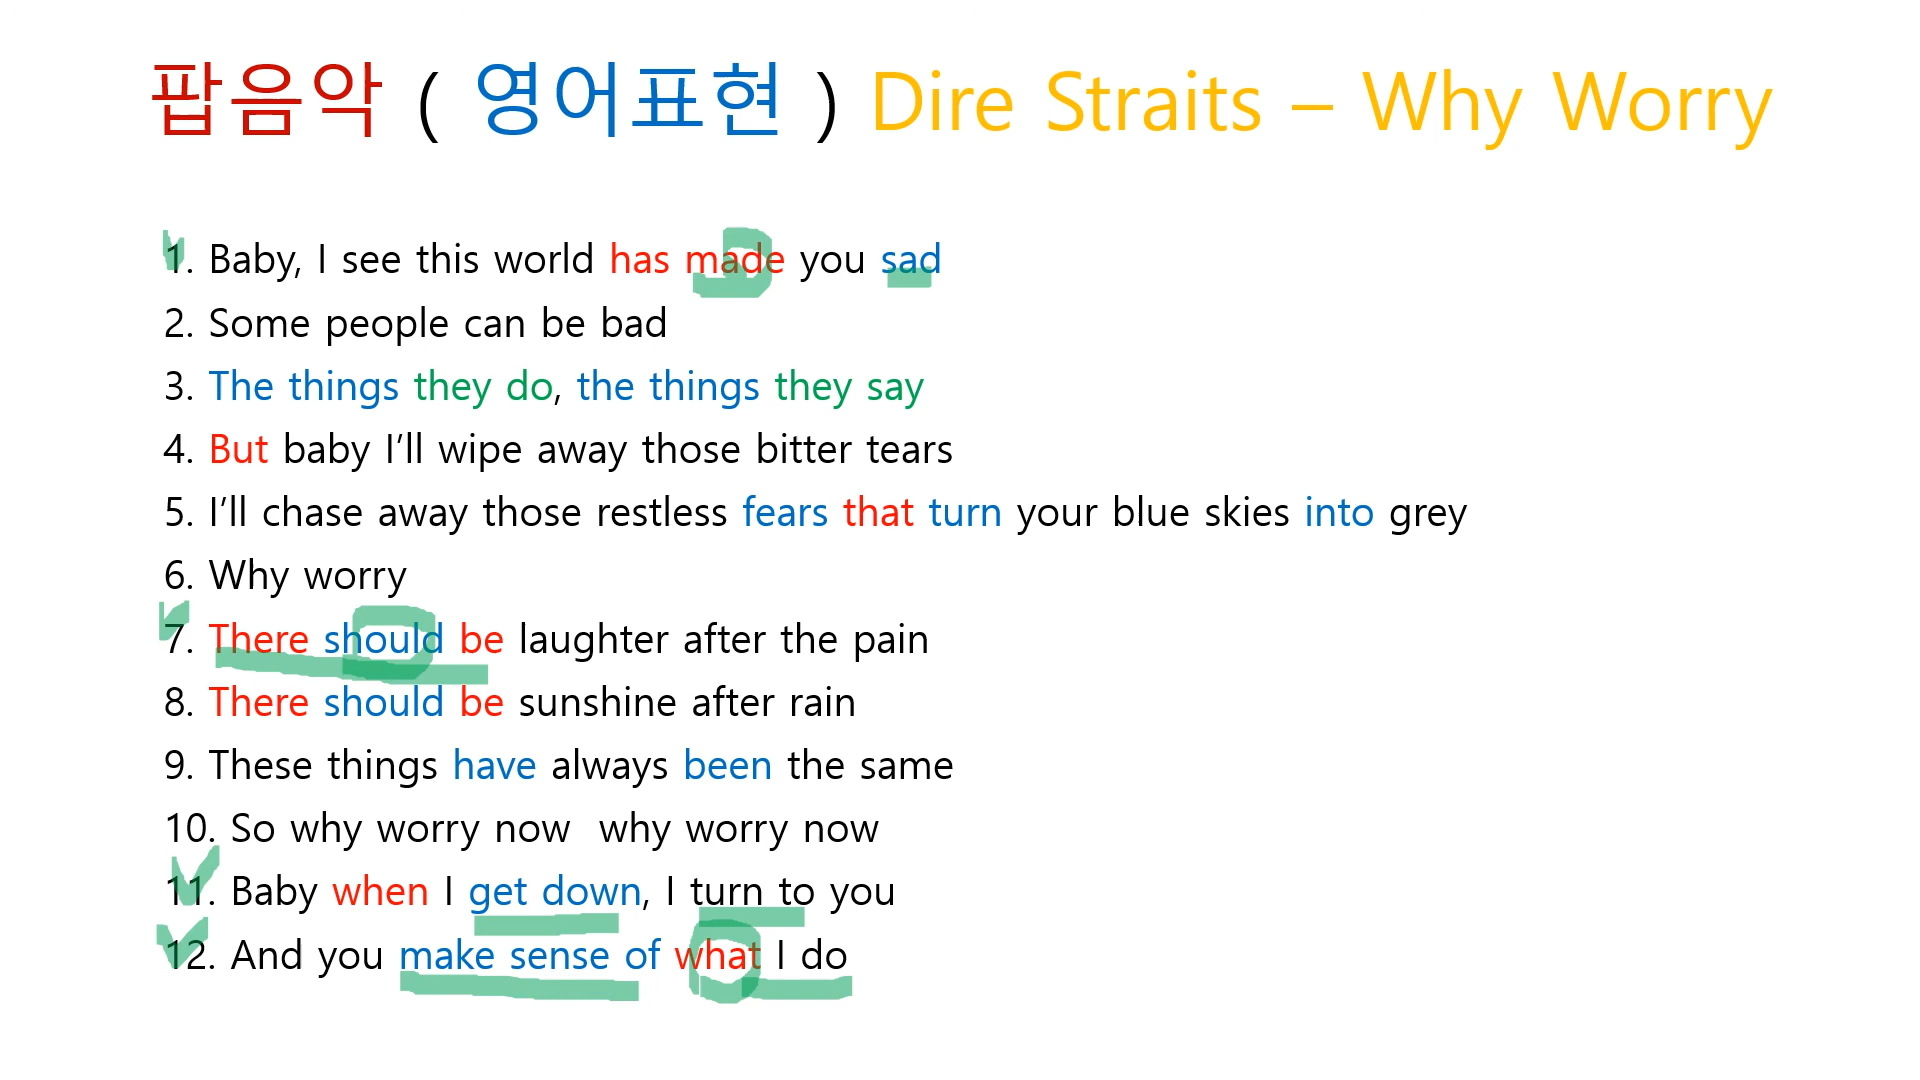 팝음악 ( 영어표현 ) Dire Straits – Why Worry
1. Baby, I see this world has made you sad
2. Some people can be bad
3. The things they do, the things they say
4. But baby I’ll wipe away those bitter tears
5. I’ll chase away those restless fears that turn your blue skies into grey
6. Why worry
7. There should be laughter after the pain
8. There should be sunshine after rain
9. These things have always been the same
10. So why worry now  why worry now
11. Baby when I get down, I turn to you
12. And you make sense of what I do